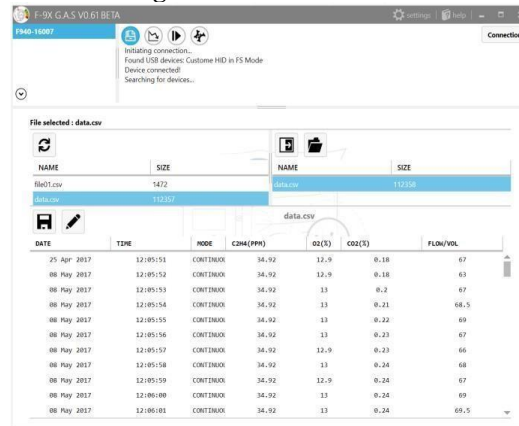 F-9X G.A.S V0.61 BETA
settings | help |
F940-16007
Connection
Initiating connection...
Found USB devices: Custome HID in FS Mode
Device connected!
Searching for devices...
File selected : data.csv
NAME SIZE NAME SIZE
file01.csv 1472 data.csv 112358
data.csv 112357
data.csv
DATE TIME MODE C2H4(PPM) O2(%) CO2(%) FLOW/VOL
25 Apr 2017 12:05:51 CONTINUOU 34.92 12.9 0.18 67
08 May 2017 12:05:52 CONTINUOU 34.92 12.9 0.18 63
08 May 2017 12:05:53 CONTINUOU 34.92 13 0.2 67
08 May 2017 12:05:54 CONTINUOU 34.92 13 0.21 68.5
08 May 2017 12:05:55 CONTINUOU 34.92 13 0.22 69
08 May 2017 12:05:56 CONTINUOU 34.92 13 0.23 67
08 May 2017 12:05:57 CONTINUOU 34.92 12.9 0.23 66
08 May 2017 12:05:58 CONTINUOU 34.92 13 0.24 68
08 May 2017 12:05:59 CONTINUOU 34.92 12.9 0.24 67
08 May 2017 12:06:00 CONTINUOU 34.92 13 0.24 69
08 May 2017 12:06:01 CONTINUOU 34.92 13 0.24 69.5